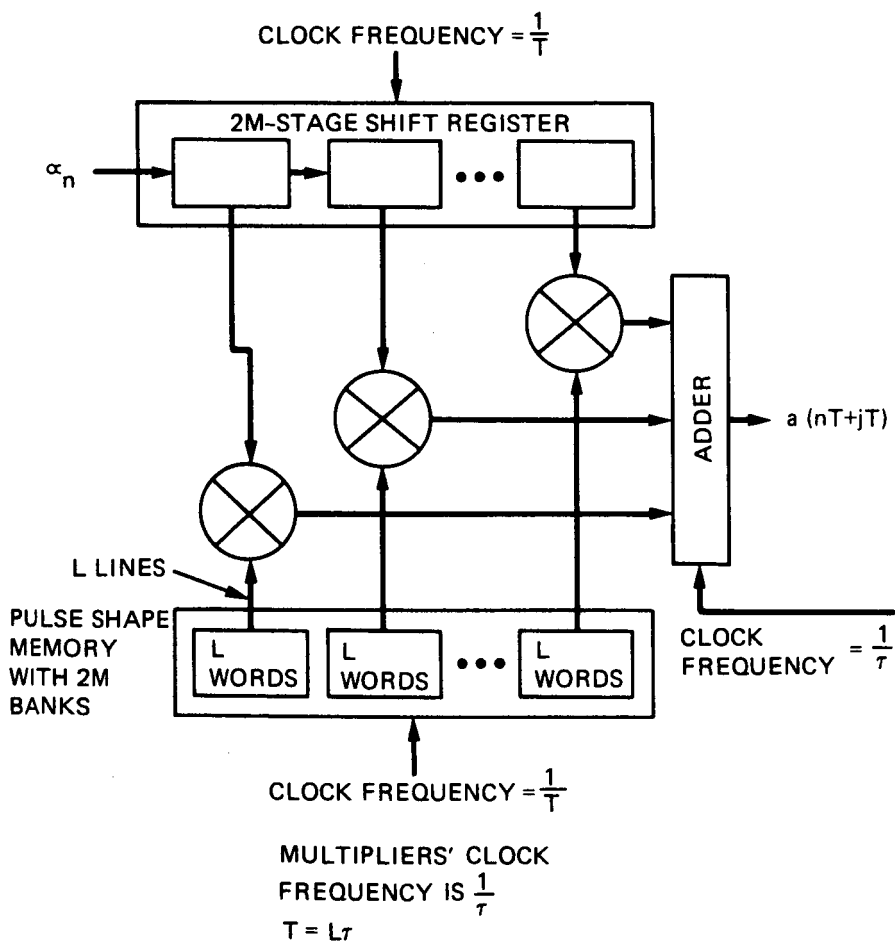 CLOCK FREQUENCY = 1/T
2M-STAGE SHIFT REGISTER
∝n
•••
ADDER
a (nT+jT)
L LINES
PULSE SHAPE
MEMORY
WITH 2M
BANKS
L
WORDS
L
WORDS
•••
L
WORDS
CLOCK
FREQUENCY = 1/τ
CLOCK FREQUENCY = 1/T
MULTIPLIERS' CLOCK
FREQUENCY IS 1/τ
T = Lτ